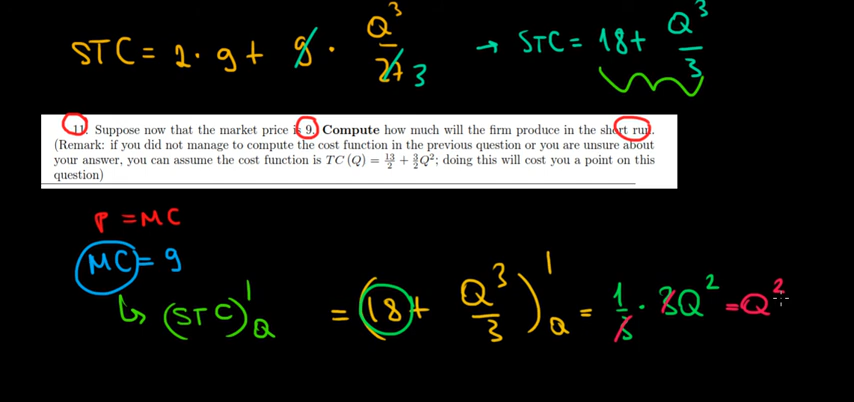 STC = 2 · 9 + 9 · Q³/27 3 → STC = 18 + Q³/3
11. Suppose now that the market price is 9. Compute how much will the firm produce in the short run.
(Remark: if you did not manage to compute the cost function in the previous question or you are unsure about
your answer, you can assume the cost function is TC (Q) = 13/2 + 3/2 Q²; doing this will cost you a point on this
question)
P = MC
MC = 9
↳ (STC)'Q = (18 + Q³/3)'Q = 1/3 · 3Q² = Q²